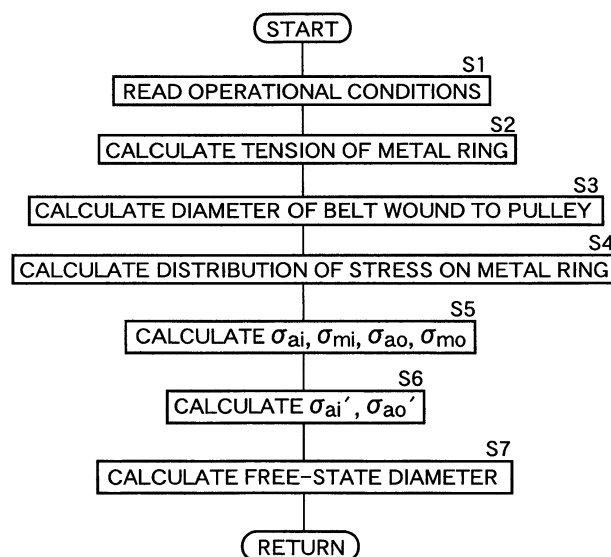 START
S1
READ OPERATIONAL CONDITIONS
S2
CALCULATE TENSION OF METAL RING
S3
CALCULATE DIAMETER OF BELT WOUND TO PULLEY
S4
CALCULATE DISTRIBUTION OF STRESS ON METAL RING
S5
CALCULATE σai, σmi, σao, σmo
S6
CALCULATE σai′, σao′
S7
CALCULATE FREE-STATE DIAMETER
RETURN